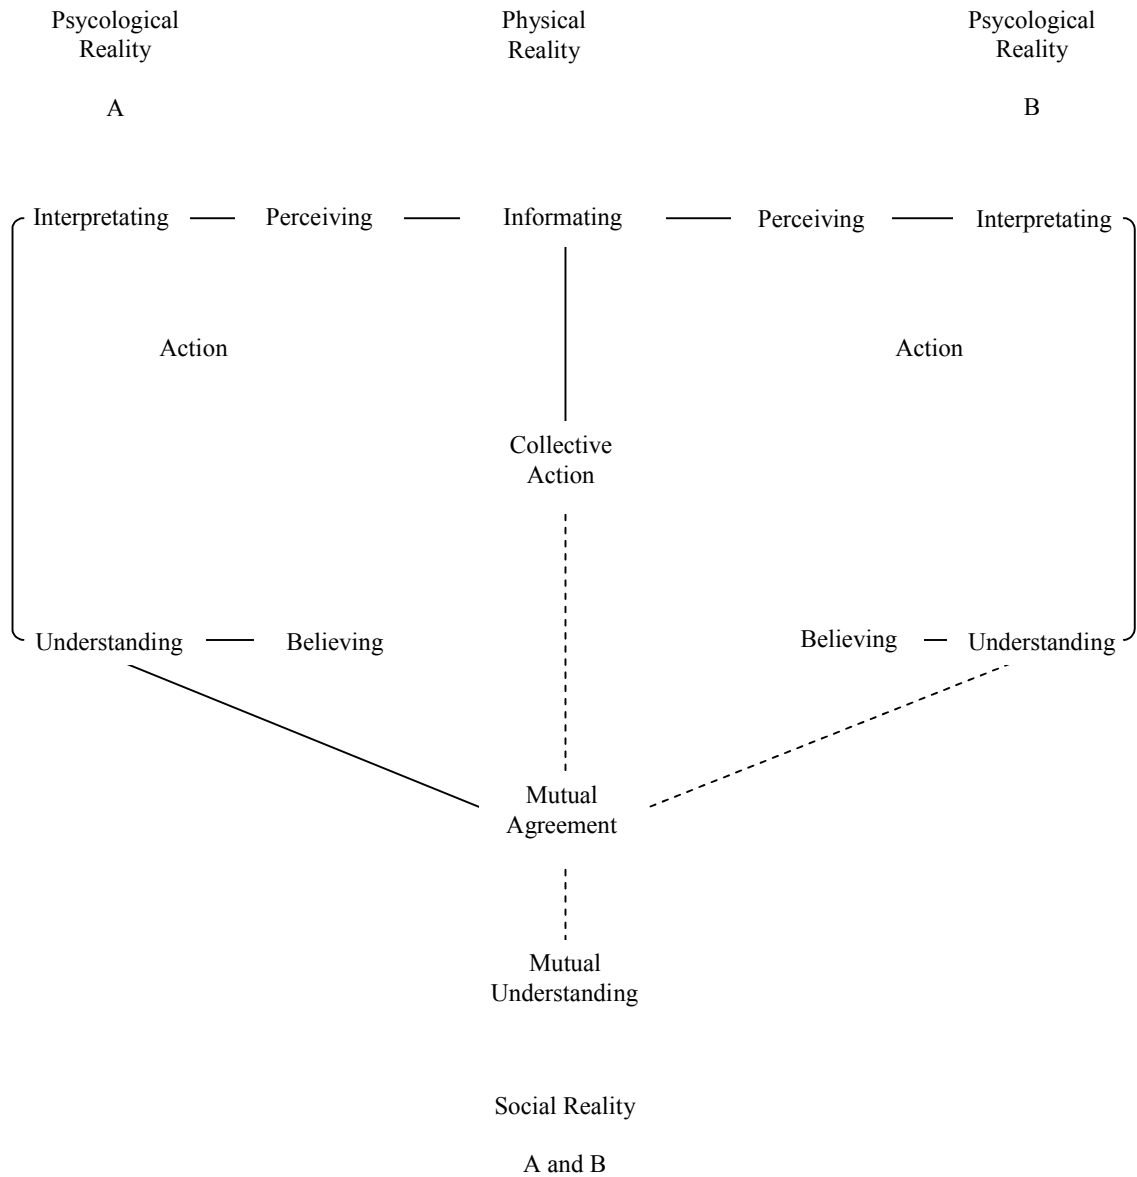 Psycological
Reality
A
Physical
Reality
Psycological
Reality
B
Interpretating
Perceiving
Informating
Perceiving
Interpretating
Action
Action
Collective
Action
Understanding
Believing
Believing
Understanding
Mutual
Agreement
Mutual
Understanding
Social Reality
A and B